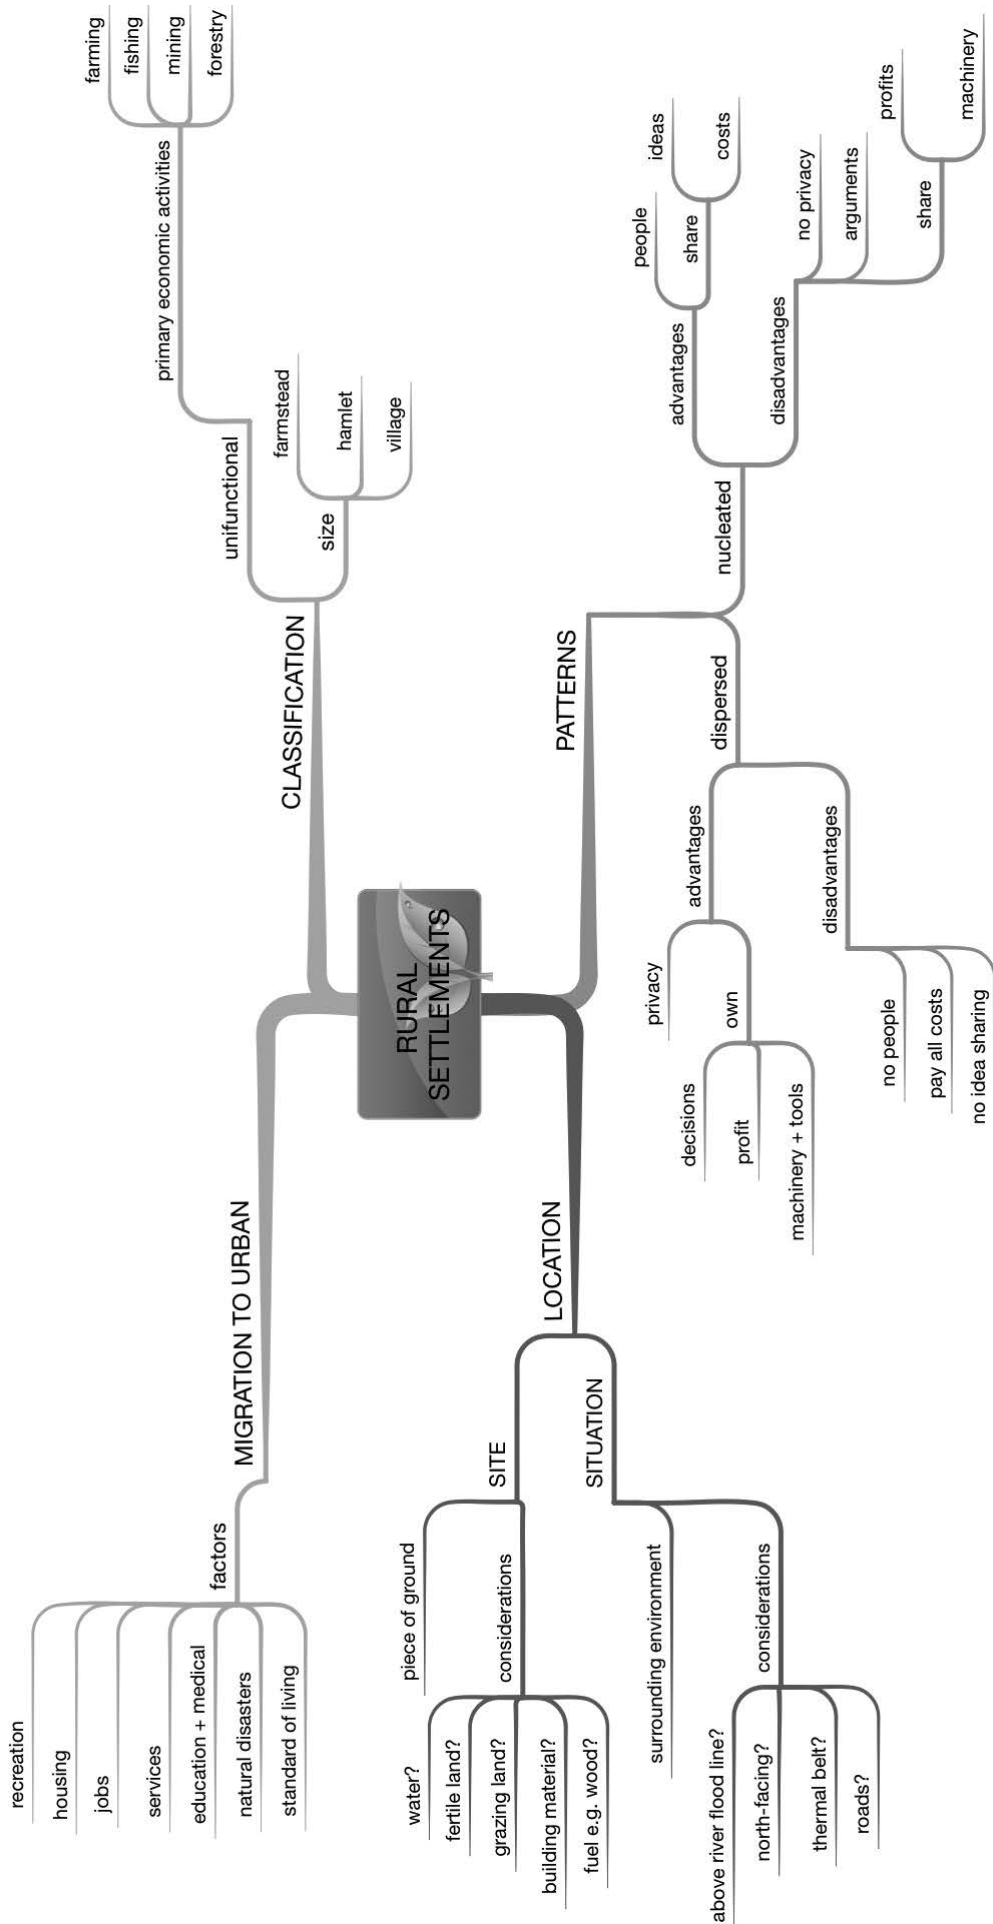 RURAL
SETTLEMENTS
MIGRATION TO URBAN
factors
recreation
housing
jobs
services
education + medical
natural disasters
standard of living
CLASSIFICATION
unifunctional
primary economic activities
farming
fishing
mining
forestry
size
farmstead
hamlet
village
LOCATION
SITE
piece of ground
considerations
water?
fertile land?
grazing land?
building material?
fuel e.g. wood?
SITUATION
surrounding environment
considerations
above river flood line?
north-facing?
thermal belt?
roads?
PATTERNS
dispersed
advantages
privacy
own
decisions
profit
machinery + tools
disadvantages
no people
pay all costs
no idea sharing
nucleated
advantages
people
share
ideas
costs
disadvantages
no privacy
arguments
share
profits
machinery